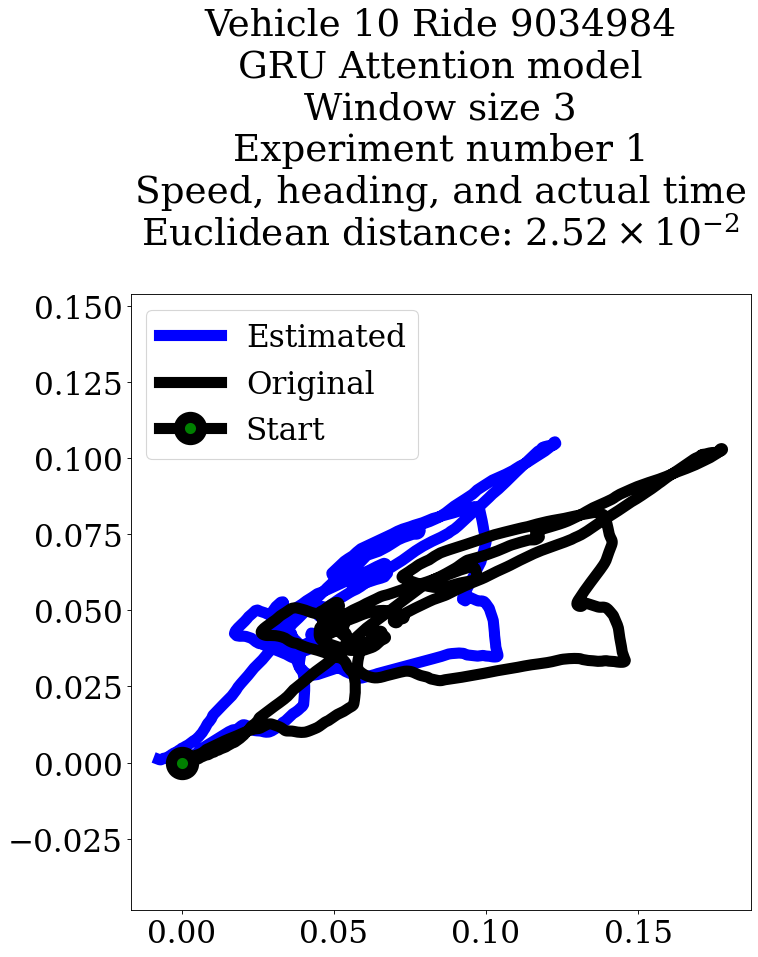 Vehicle 10 Ride 9034984
GRU Attention model
Window size 3
Experiment number 1
Speed, heading, and actual time
Euclidean distance: 2.52 × 10⁻²
Estimated
Original
Start
0.150
0.125
0.100
0.075
0.050
0.025
0.000
−0.025
0.00 0.05 0.10 0.15